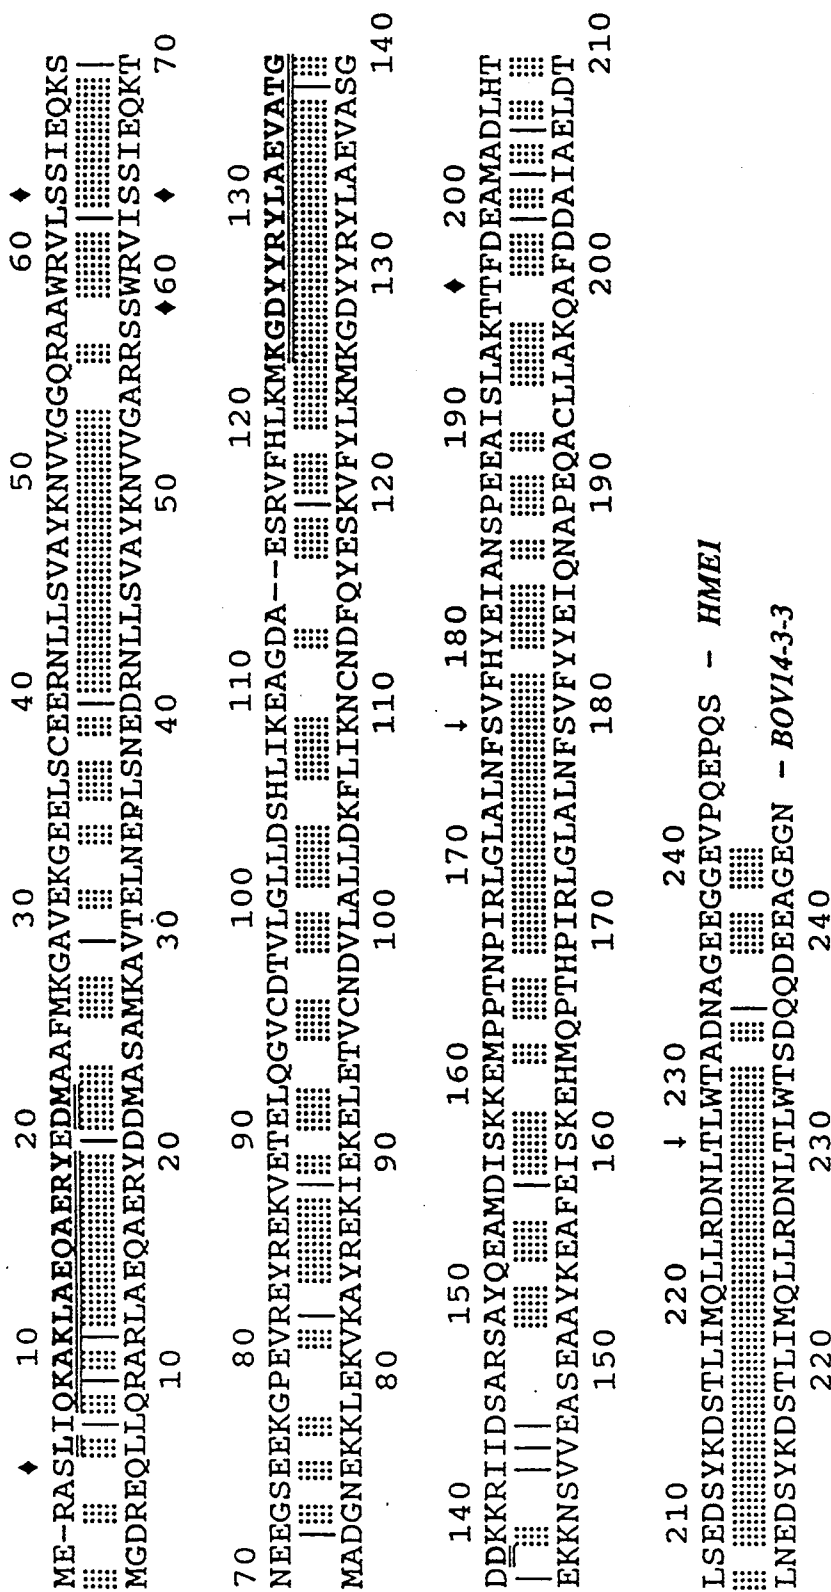 ♦ 10 20 30 40 50 60 ♦
ME-RASLIQKAKLAEQAERYEDMAAFMKGAVEKGEELSCEERNLLSVAYKNVVGGQRAAWRVLSSIEQKS
MGDREQLLQRARLAEQAERYDDMASAMKAVTELNEPLSNEDRNLLSVAYKNVVGARRSSWRVISSIEQKT
10 20 30 40 50 ♦60 ♦ 70
70 80 90 100 110 120 130
NEEGSEEKGPEVREYREKVETELQGVCDTVLGLLDSHLIKEAGDA--ESRVFHLKMKGDYYRYLAEVATG
MADGNEKKLEKVKAYREKIEKELETVCNDVLALLDKFLIKNCNDFQYESKVFYLKMKGDYYRYLAEVASG
80 90 100 110 120 130 140
140 150 160 170 ↓ 180 190 ♦ 200
DDKKRIIDSARSAYQEAMDISKKEMPPTNPIRLGLALNFSVFHYEIANSPEEAISLAKTTFDEAMADLHT
EKKNSVVEASEAAYKEAFEISKEHMQPTHPIRLGLALNFSVFYYEIQNAPEQACLLAKQAFDDAIAELDT
150 160 170 180 190 200 210
210 220 ↓ 230 240
LSEDSYKDSTLIMQLLRDNLTLWTADNAGEEGGEVPQEPQS - HME1
LNEDSYKDSTLIMQLLRDNLTLWTSDQQDEEAGEGN - BOV14-3-3
220 230 240